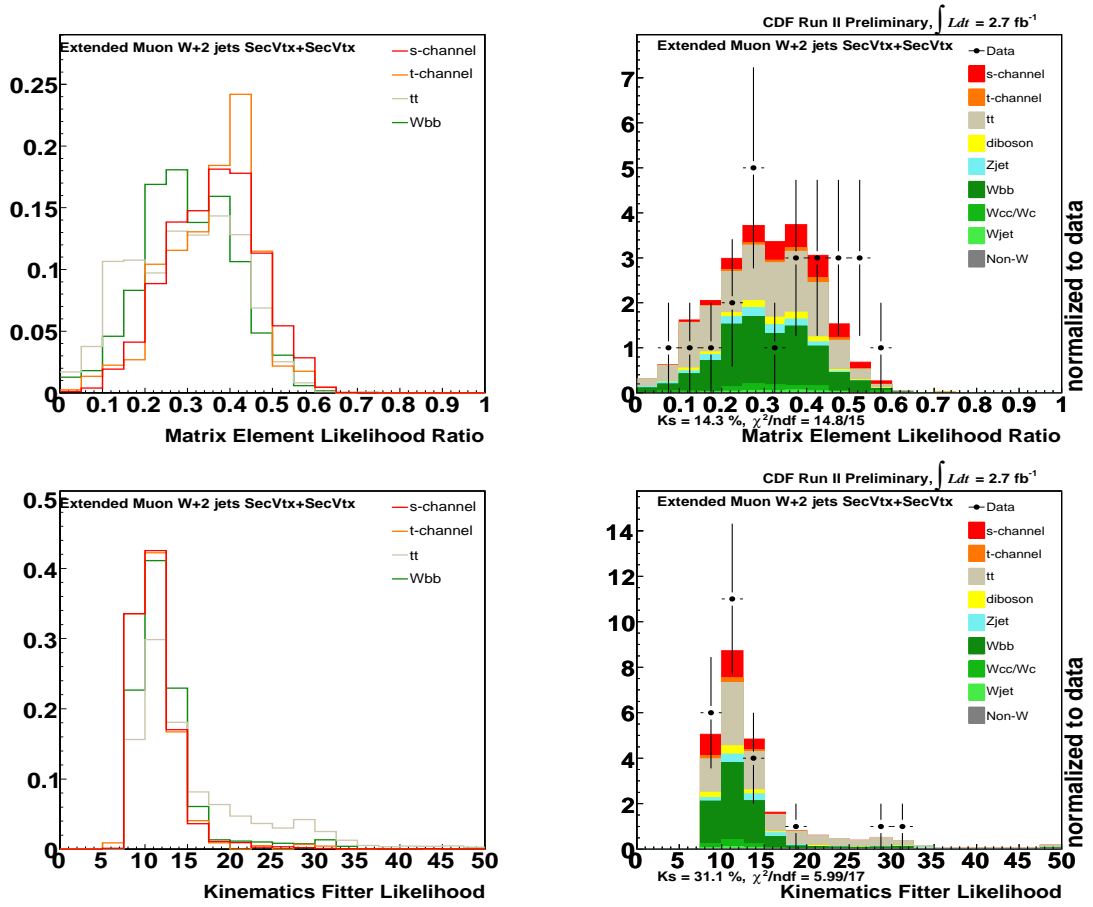 Extended Muon W+2 jets SecVtx+SecVtx
s-channel
t-channel
tt
Wbb
0.25
0.2
0.15
0.1
0.05
0
0 0.1 0.2 0.3 0.4 0.5 0.6 0.7 0.8 0.9 1
Matrix Element Likelihood Ratio
CDF Run II Preliminary, ∫ Ldt = 2.7 fb⁻¹
Extended Muon W+2 jets SecVtx+SecVtx
Data
s-channel
t-channel
tt
diboson
Zjet
Wbb
Wcc/Wc
Wjet
Non-W
7
6
5
4
3
2
1
0
0 0.1 0.2 0.3 0.4 0.5 0.6 0.7 0.8 0.9 1
Ks = 14.3 %, χ²/ndf = 14.8/15
Matrix Element Likelihood Ratio
normalized to data
Extended Muon W+2 jets SecVtx+SecVtx
s-channel
t-channel
tt
Wbb
0.5
0.4
0.3
0.2
0.1
0
0 5 10 15 20 25 30 35 40 45 50
Kinematics Fitter Likelihood
CDF Run II Preliminary, ∫ Ldt = 2.7 fb⁻¹
Extended Muon W+2 jets SecVtx+SecVtx
Data
s-channel
t-channel
tt
diboson
Zjet
Wbb
Wcc/Wc
Wjet
Non-W
14
12
10
8
6
4
2
0
0 5 10 15 20 25 30 35 40 45 50
Ks = 31.1 %, χ²/ndf = 5.99/17
Kinematics Fitter Likelihood
normalized to data